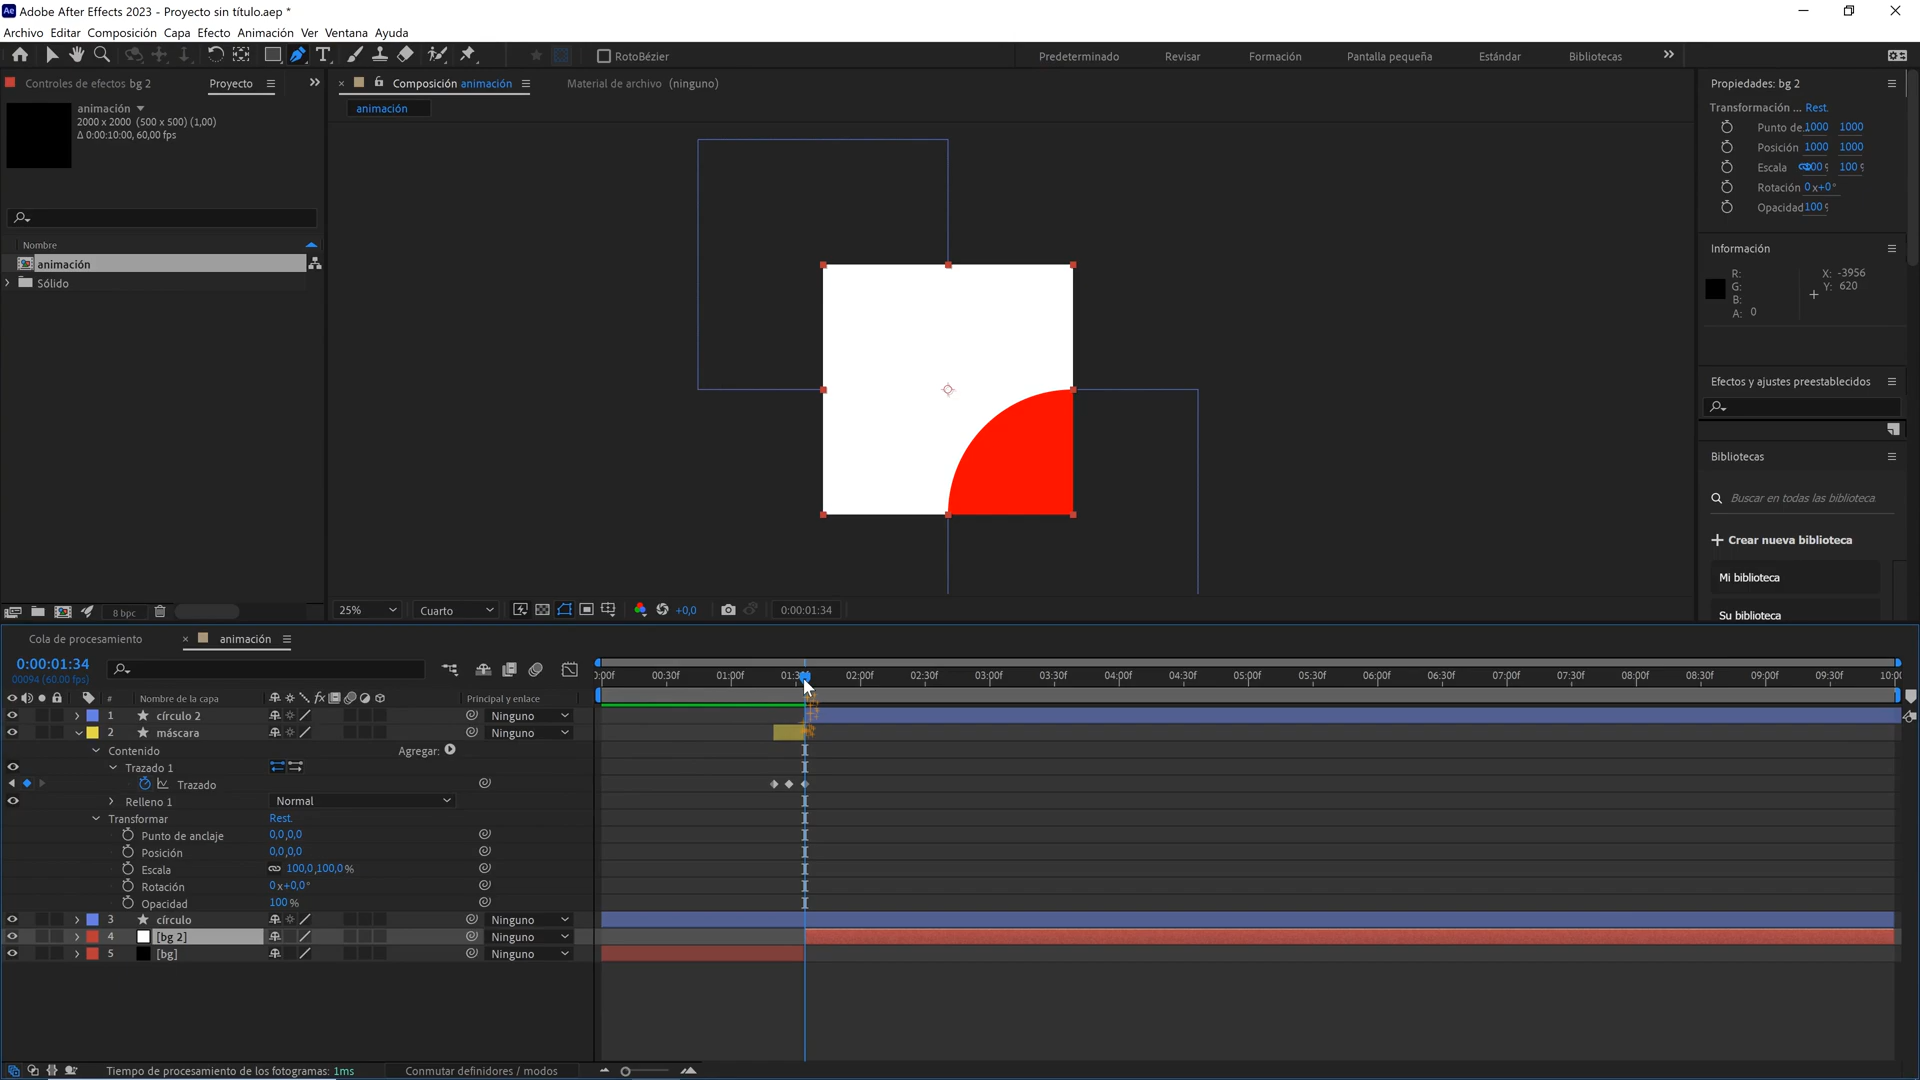 Adobe After Effects 2023 - Proyecto sin título.aep *
Archivo Editar Composición Capa Efecto Animación Ver Ventana Ayuda
RotoBézier
Predeterminado Revisar Formación Pantalla pequeña Estándar Bibliotecas
Controles de efectos bg 2 Proyecto
animación
2000 x 2000 (500 x 500) (1,00)
Δ 0:00:10:00, 60,00 fps
Nombre
animación
Sólido
8 bpc
Composición animación
Material de archivo (ninguno)
animación
25% Cuarto +0,0 0:00:01:34
Propiedades: bg 2
Transformación ... Rest.
Punto de.. 1000 1000
Posición 1000 1000
Escala 100 %
Rotación 0x+0°
Opacidad 100 %
Información
R: X: -3956
G: Y: 620
B:
A: 0
Efectos y ajustes preestablecidos
Bibliotecas
Buscar en todas las biblioteca
Crear nueva biblioteca
Mi biblioteca
Su biblioteca
Cola de procesamiento animación
0:00:01:34
00094 (60.00 fps)
00:30f 01:00f 02:00f 02:30f 03:00f 03:30f 04:00f 04:30f 05:00f 05:30f 06:00f 06:30f 07:00f 07:30f 08:00f 08:30f 09:00f 09:30f
# Nombre de la capa fx Principal y enlace
1 círculo 2 Ninguno
2 máscara Ninguno
Contenido Agregar:
Trazado 1
Trazado
Relleno 1 Normal
Transformar Rest.
Punto de anclaje 0,0,0,0
Posición 0,0,0,0
Escala 100,0,100,0%
Rotación 0x+0,0°
Opacidad 100%
3 círculo Ninguno
4 [bg 2] Ninguno
5 [bg] Ninguno
Tiempo de procesamiento de los fotogramas: 1ms Conmutar definidores / modos